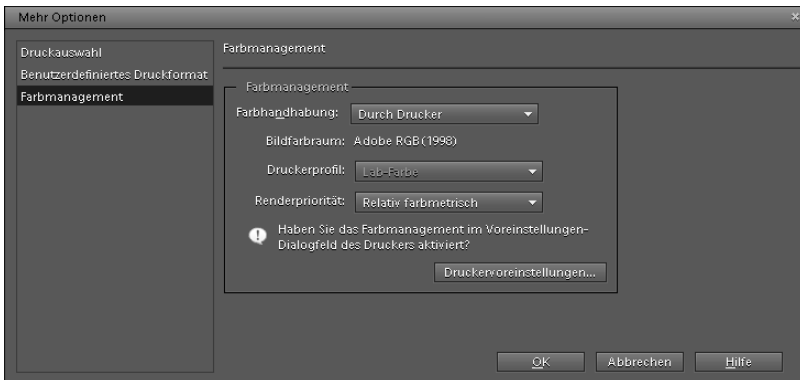 Mehr Optionen
Druckauswahl
Benutzerdefiniertes Druckformat
Farbmanagement
Farbmanagement
Farbmanagement
Farbhandhabung: Durch Drucker
Bildfarbraum: Adobe RGB (1998)
Druckerprofil: Lab-Farbe
Renderpriorität: Relativ farbmetrisch
Haben Sie das Farbmanagement im Voreinstellungen-
Dialogfeld des Druckers aktiviert?
Druckervoreinstellungen...
OK Abbrechen Hilfe